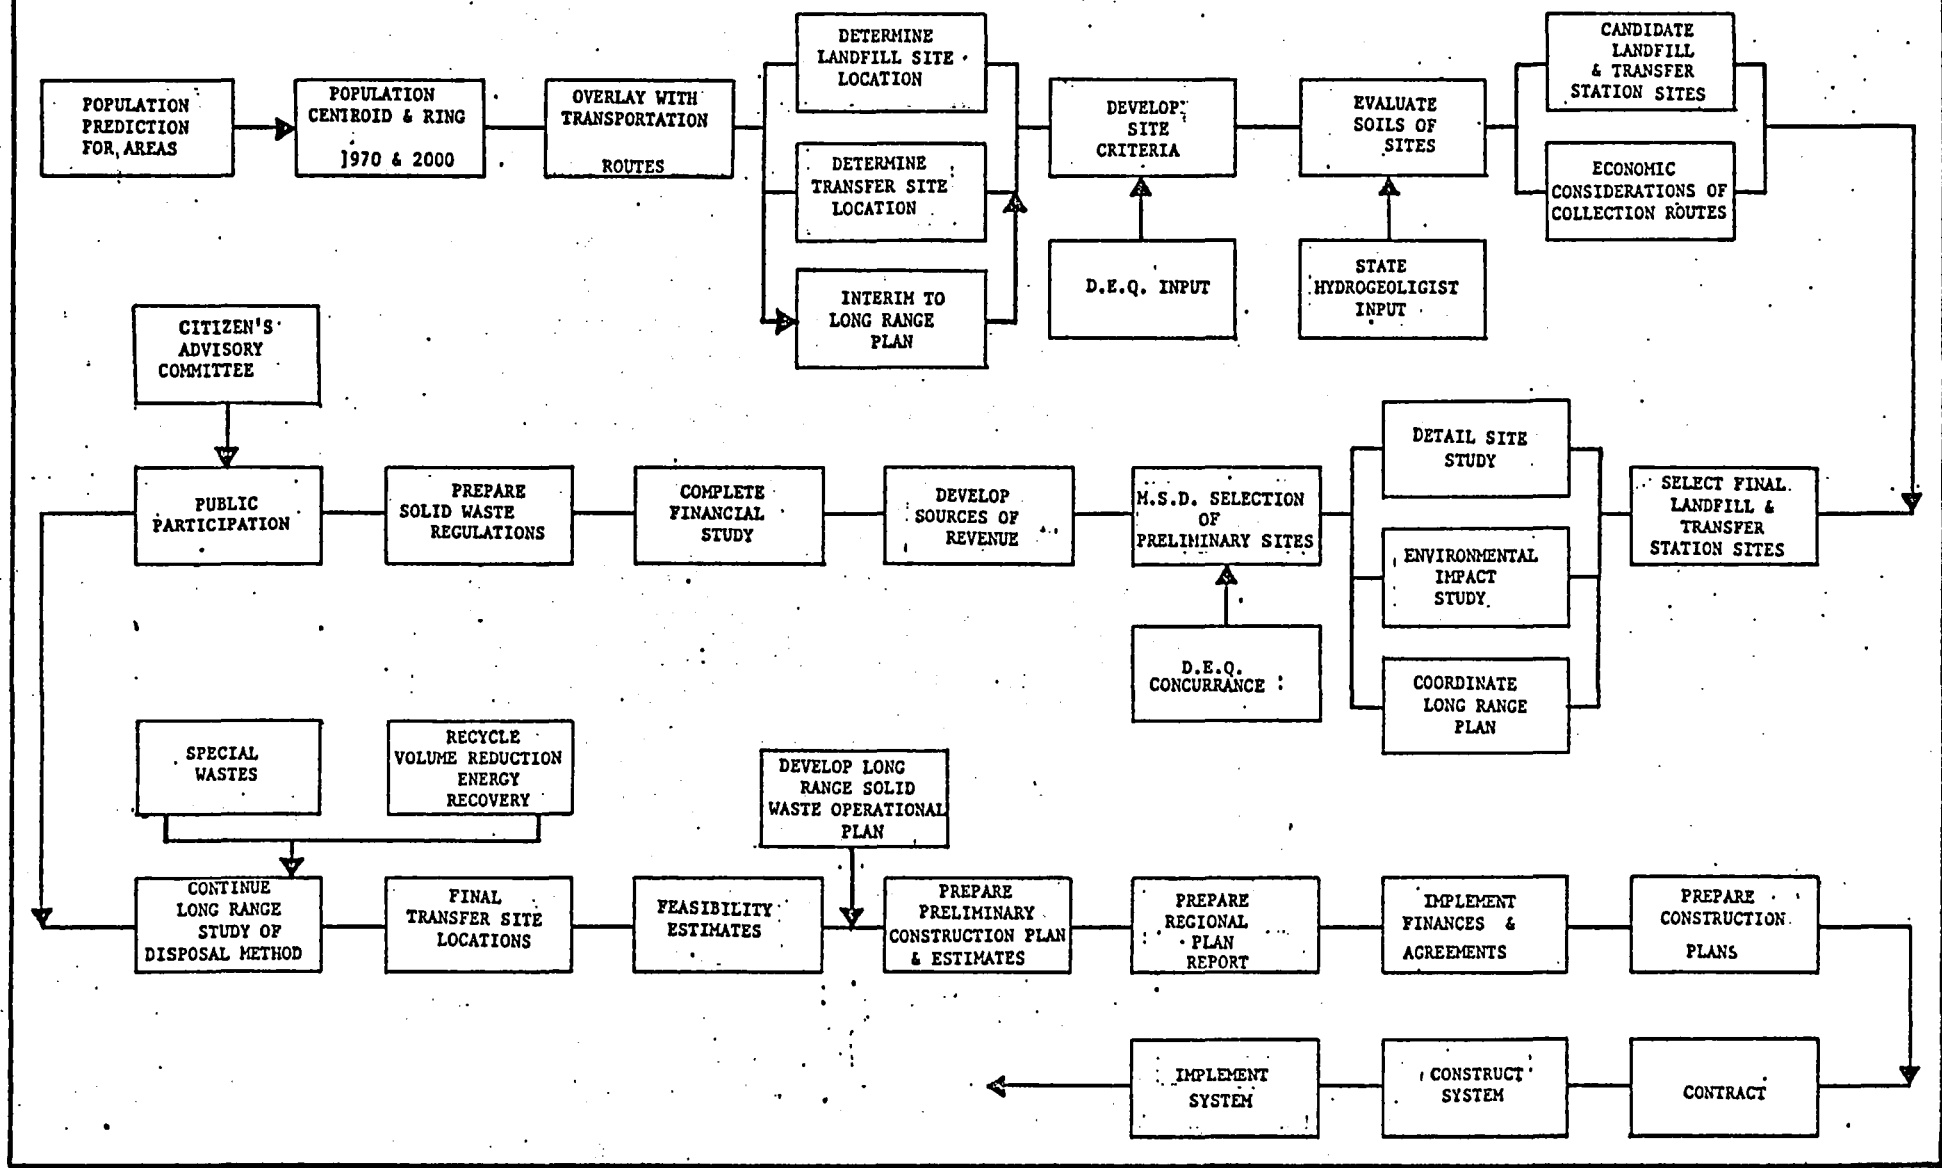 POPULATION
PREDICTION
FOR AREAS
POPULATION
CENTROID & RING
1970 & 2000
OVERLAY WITH
TRANSPORTATION
ROUTES
DETERMINE
LANDFILL SITE
LOCATION
DETERMINE
TRANSFER SITE
LOCATION
INTERIM TO
LONG RANGE
PLAN
DEVELOP
SITE
CRITERIA
D.E.Q. INPUT
EVALUATE
SOILS OF
SITES
STATE
HYDROGEOLIGIST
INPUT
CANDIDATE
LANDFILL
& TRANSFER
STATION SITES
ECONOMIC
CONSIDERATIONS OF
COLLECTION ROUTES
SELECT FINAL
LANDFILL &
TRANSFER
STATION SITES
DETAIL SITE
STUDY
ENVIRONMENTAL
IMPACT
STUDY
COORDINATE
LONG RANGE
PLAN
M.S.D. SELECTION
OF
PRELIMINARY SITES
D.E.Q.
CONCURRANCE
DEVELOP
SOURCES OF
REVENUE
COMPLETE
FINANCIAL
STUDY
PREPARE
SOLID WASTE
REGULATIONS
CITIZEN'S
ADVISORY
COMMITTEE
PUBLIC
PARTICIPATION
SPECIAL
WASTES
RECYCLE
VOLUME REDUCTION
ENERGY
RECOVERY
CONTINUE
LONG RANGE
STUDY OF
DISPOSAL METHOD
FINAL
TRANSFER SITE
LOCATIONS
FEASIBILITY
ESTIMATES
DEVELOP LONG
RANGE SOLID
WASTE OPERATIONAL
PLAN
PREPARE
PRELIMINARY
CONSTRUCTION PLAN
& ESTIMATES
PREPARE
REGIONAL
PLAN
REPORT
IMPLEMENT
FINANCES &
AGREEMENTS
PREPARE
CONSTRUCTION
PLANS
CONTRACT
CONSTRUCT
SYSTEM
IMPLEMENT
SYSTEM